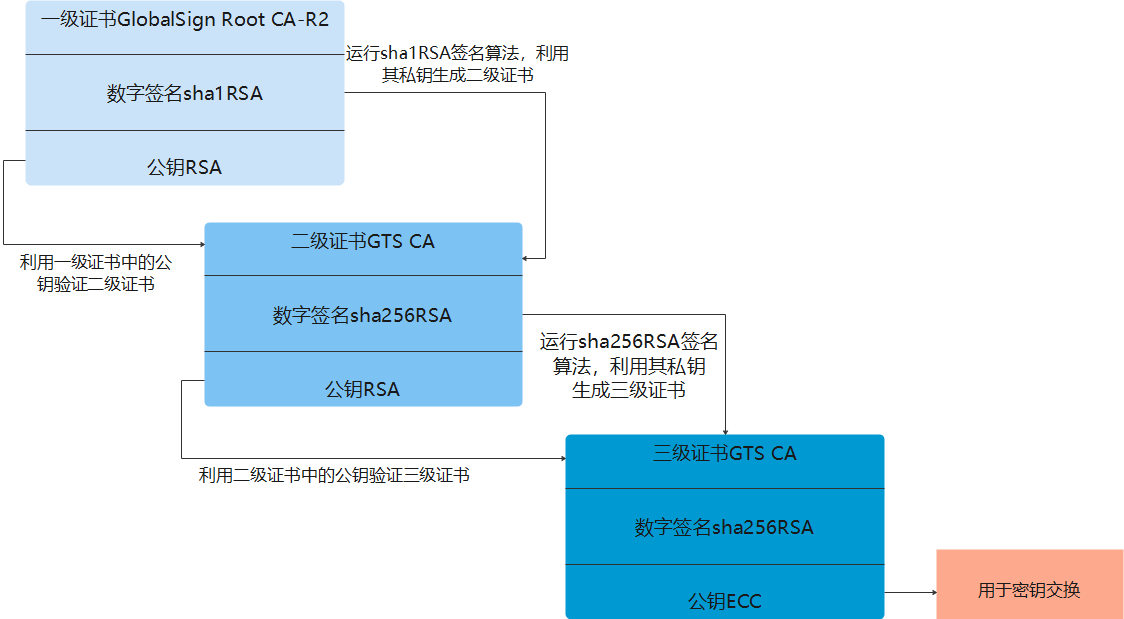 一级证书GlobalSign Root CA-R2
运行sha1RSA签名算法，利用
其私钥生成二级证书
数字签名sha1RSA
公钥RSA
二级证书GTS CA
利用一级证书中的公
钥验证二级证书
数字签名sha256RSA
运行sha256RSA签名
算法，利用其私钥
生成三级证书
公钥RSA
三级证书GTS CA
利用二级证书中的公钥验证三级证书
数字签名sha256RSA
公钥ECC
用于密钥交换